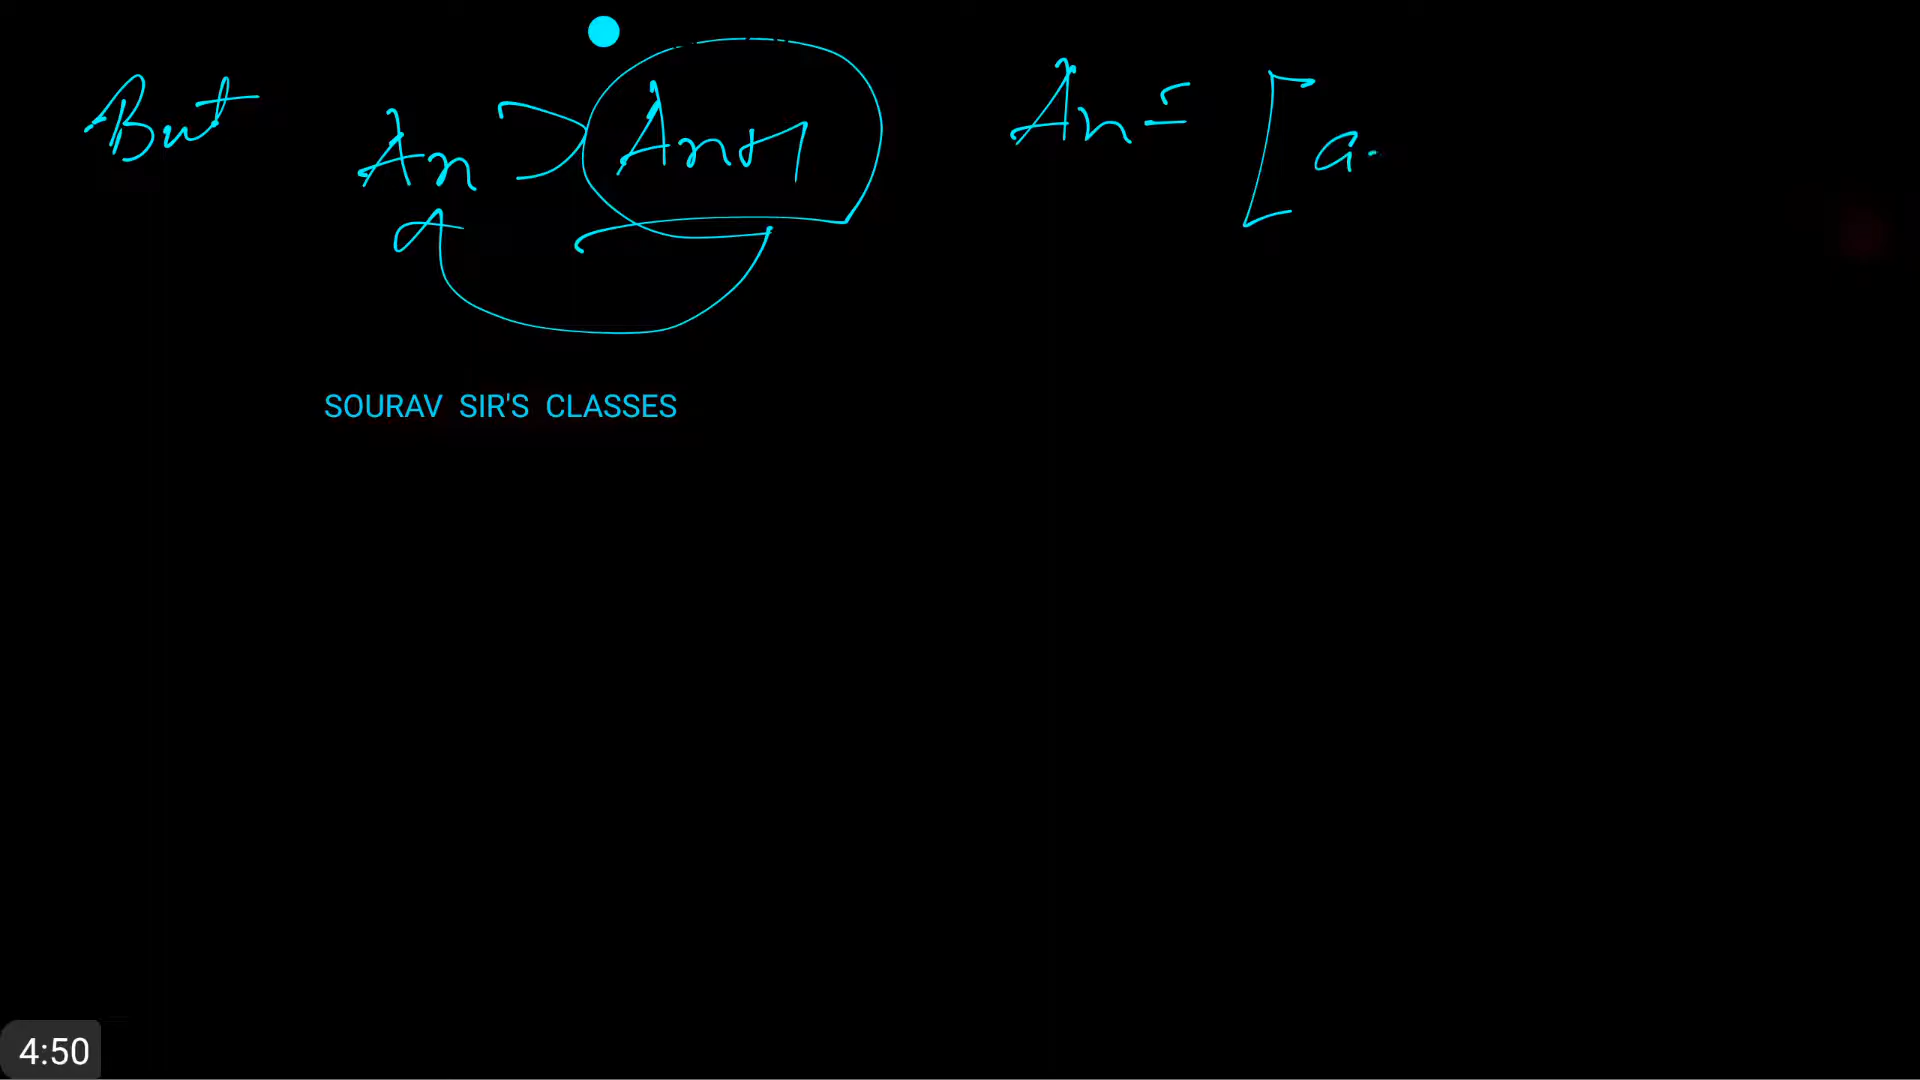 But An ⊃ An+1 An = [a.
SOURAV SIR'S CLASSES
4:50